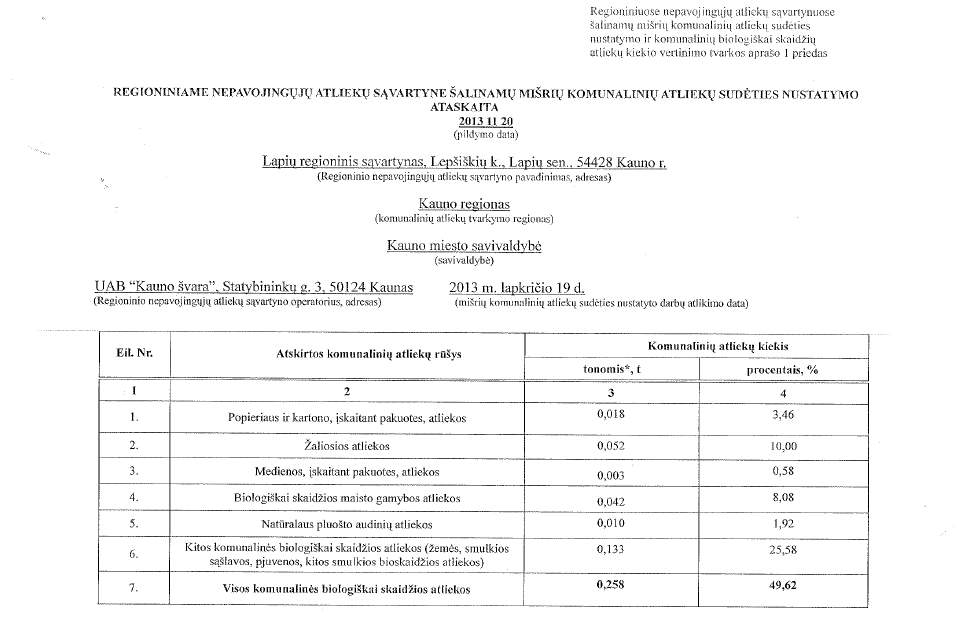 Regioniniuose nepavojingųjų atliekų sąvartynuose
šalinamų mišrių komunalinių atliekų sudėties
nustatymo ir komunalinių biologiškai skaidžių
atliekų kiekio vertinimo tvarkos aprašo 1 priedas
REGIONINIAME NEPAVOJINGŲJŲ ATLIEKŲ SĄVARTYNE ŠALINAMŲ MIŠRIŲ KOMUNALINIŲ ATLIEKŲ SUDĖTIES NUSTATYMO
ATASKAITA
2013 11 20
(pildymo data)
Lapių regioninis sąvartynas, Lepšiškių k., Lapių sen., 54428 Kauno r.
(Regioninio nepavojingųjų atliekų sąvartyno pavadinimas, adresas)
Kauno regionas
(komunalinių atliekų tvarkymo regionas)
Kauno miesto savivaldybė
(savivaldybė)
UAB “Kauno švara”, Statybininkų g. 3, 50124 Kaunas 2013 m. lapkričio 19 d.
(Regioninio nepavojingųjų atliekų sąvartyno operatorius, adresas) (mišrių komunalinių atliekų sudėties nustatyto darbų atlikimo data)
Eil. Nr. Atskirtos komunalinių atliekų rūšys Komunalinių atliekų kiekis
tonomis*, t procentais, %
1 2 3 4
1. Popieriaus ir kartono, įskaitant pakuotes, atliekos 0,018 3,46
2. Žaliosios atliekos 0,052 10,00
3. Medienos, įskaitant pakuotes, atliekos 0,003 0,58
4. Biologiškai skaidžios maisto gamybos atliekos 0,042 8,08
5. Natūralaus pluošto audinių atliekos 0,010 1,92
6. Kitos komunalinės biologiškai skaidžios atliekos (žemės, smulkios 0,133 25,58
sąšlavos, pjuvenos, kitos smulkios bioskaidžios atliekos)
7. Visos komunalinės biologiškai skaidžios atliekos 0,258 49,62